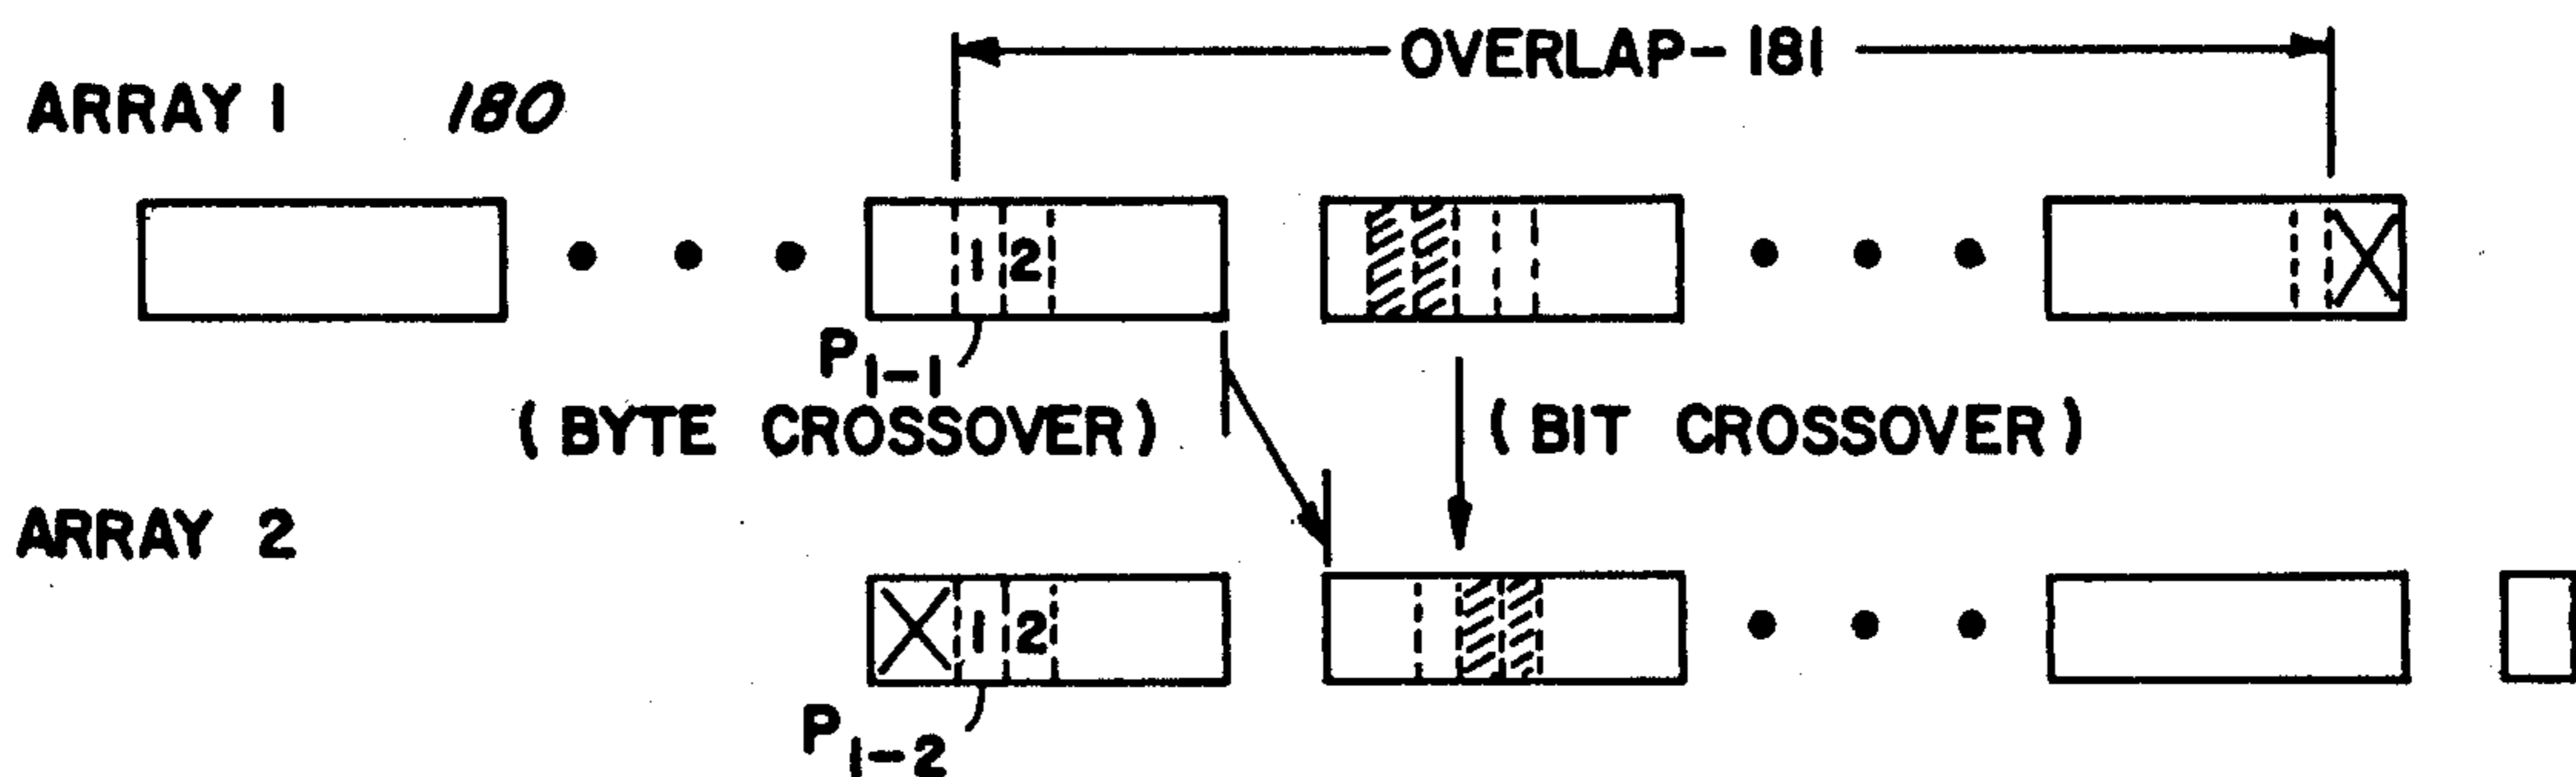 OVERLAP-181
ARRAY 1 180
1 2
P1-1
(BYTE CROSSOVER) (BIT CROSSOVER)
ARRAY 2
1 2
P1-2